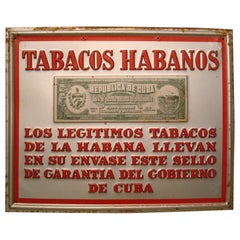 TABACOS HABANOS
REPUBLICA DE CUBA
LOS LEGITIMOS TABACOS
DE LA HABANA LLEVAN
EN SU ENVASE ESTE SELLO
DE GARANTIA DEL GOBIERNO
DE CUBA